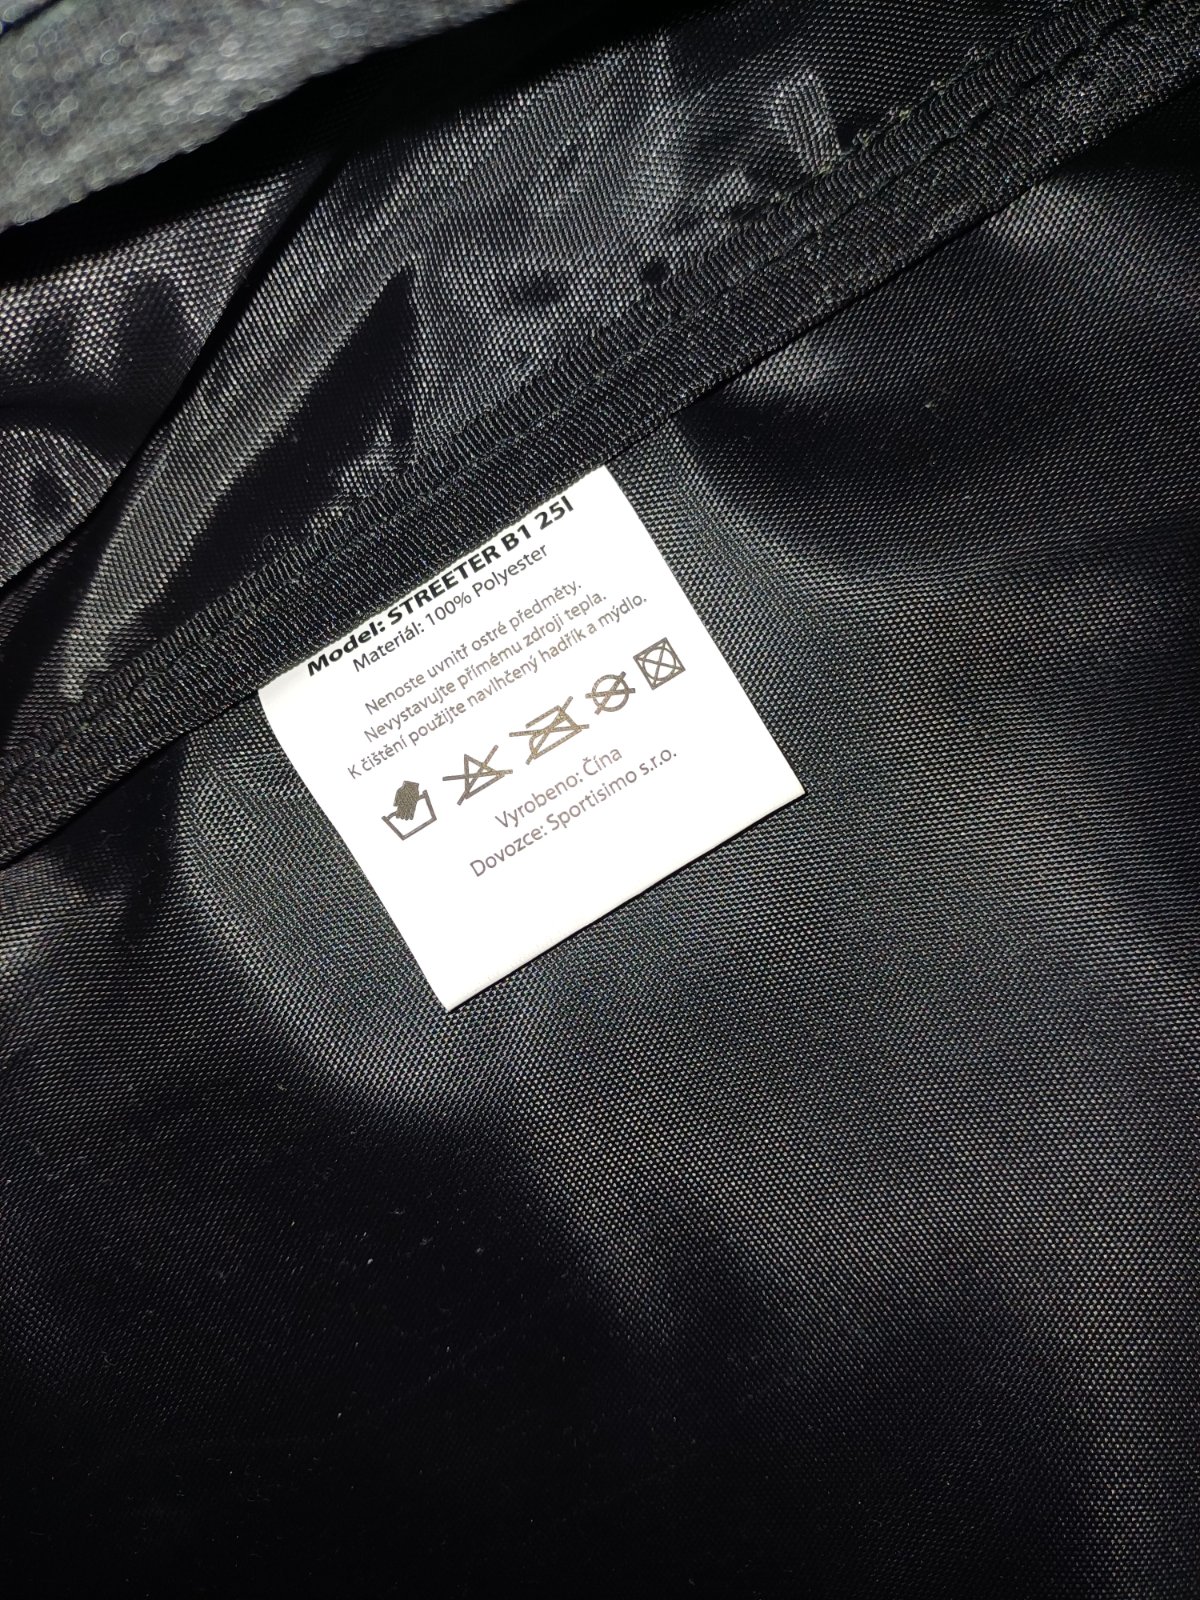 Model: STREETER B1 25l
Materiál: 100% Polyester
Nenoste uvnitř ostré předměty.
Nevystavujte přímému zdroji tepla.
K čištění použijte navlhčený hadřík a mýdlo.
Vyrobeno: Čína
Dovozce: Sportisimo s.r.o.